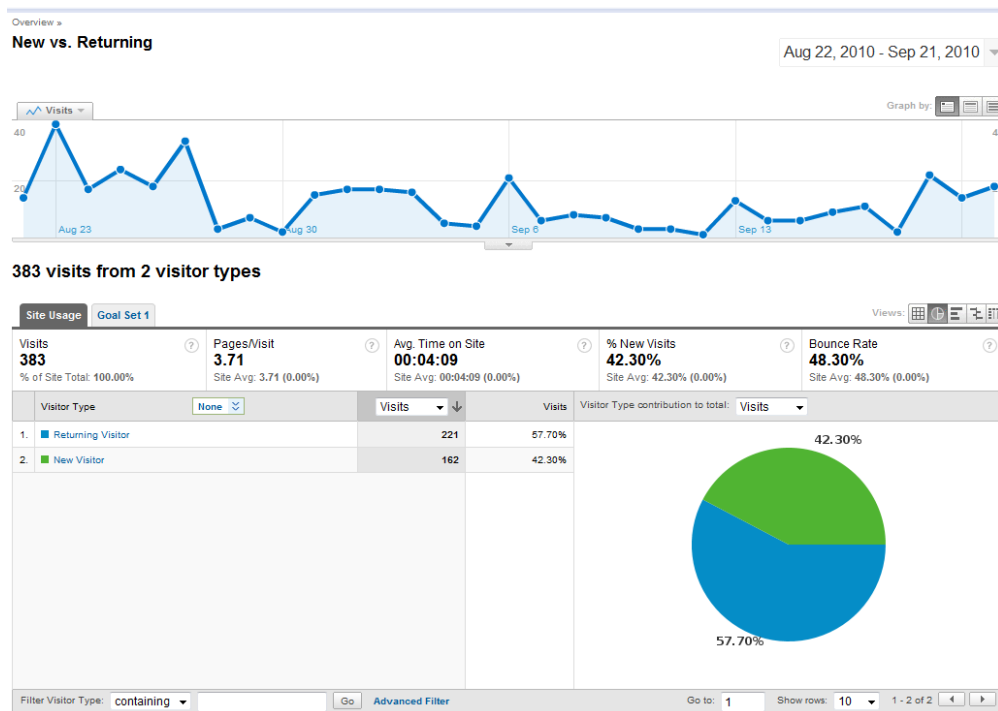 Overview »
New vs. Returning
Aug 22, 2010 - Sep 21, 2010
Visits
Graph by:
40
4
20
20
Aug 23
Aug 30
Sep 6
Sep 13
383 visits from 2 visitor types
Site Usage Goal Set 1
Views:
Visits ? Pages/Visit ? Avg. Time on Site ? % New Visits ? Bounce Rate ?
383 3.71 00:04:09 42.30% 48.30%
% of Site Total: 100.00% Site Avg: 3.71 (0.00%) Site Avg: 00:04:09 (0.00%) Site Avg: 42.30% (0.00%) Site Avg: 48.30% (0.00%)
Visitor Type None Visits Visits Visitor Type contribution to total: Visits
1. Returning Visitor 221 57.70%
2. New Visitor 162 42.30%
42.30%
57.70%
Filter Visitor Type: containing Go Advanced Filter Go to: 1 Show rows: 10 1 - 2 of 2